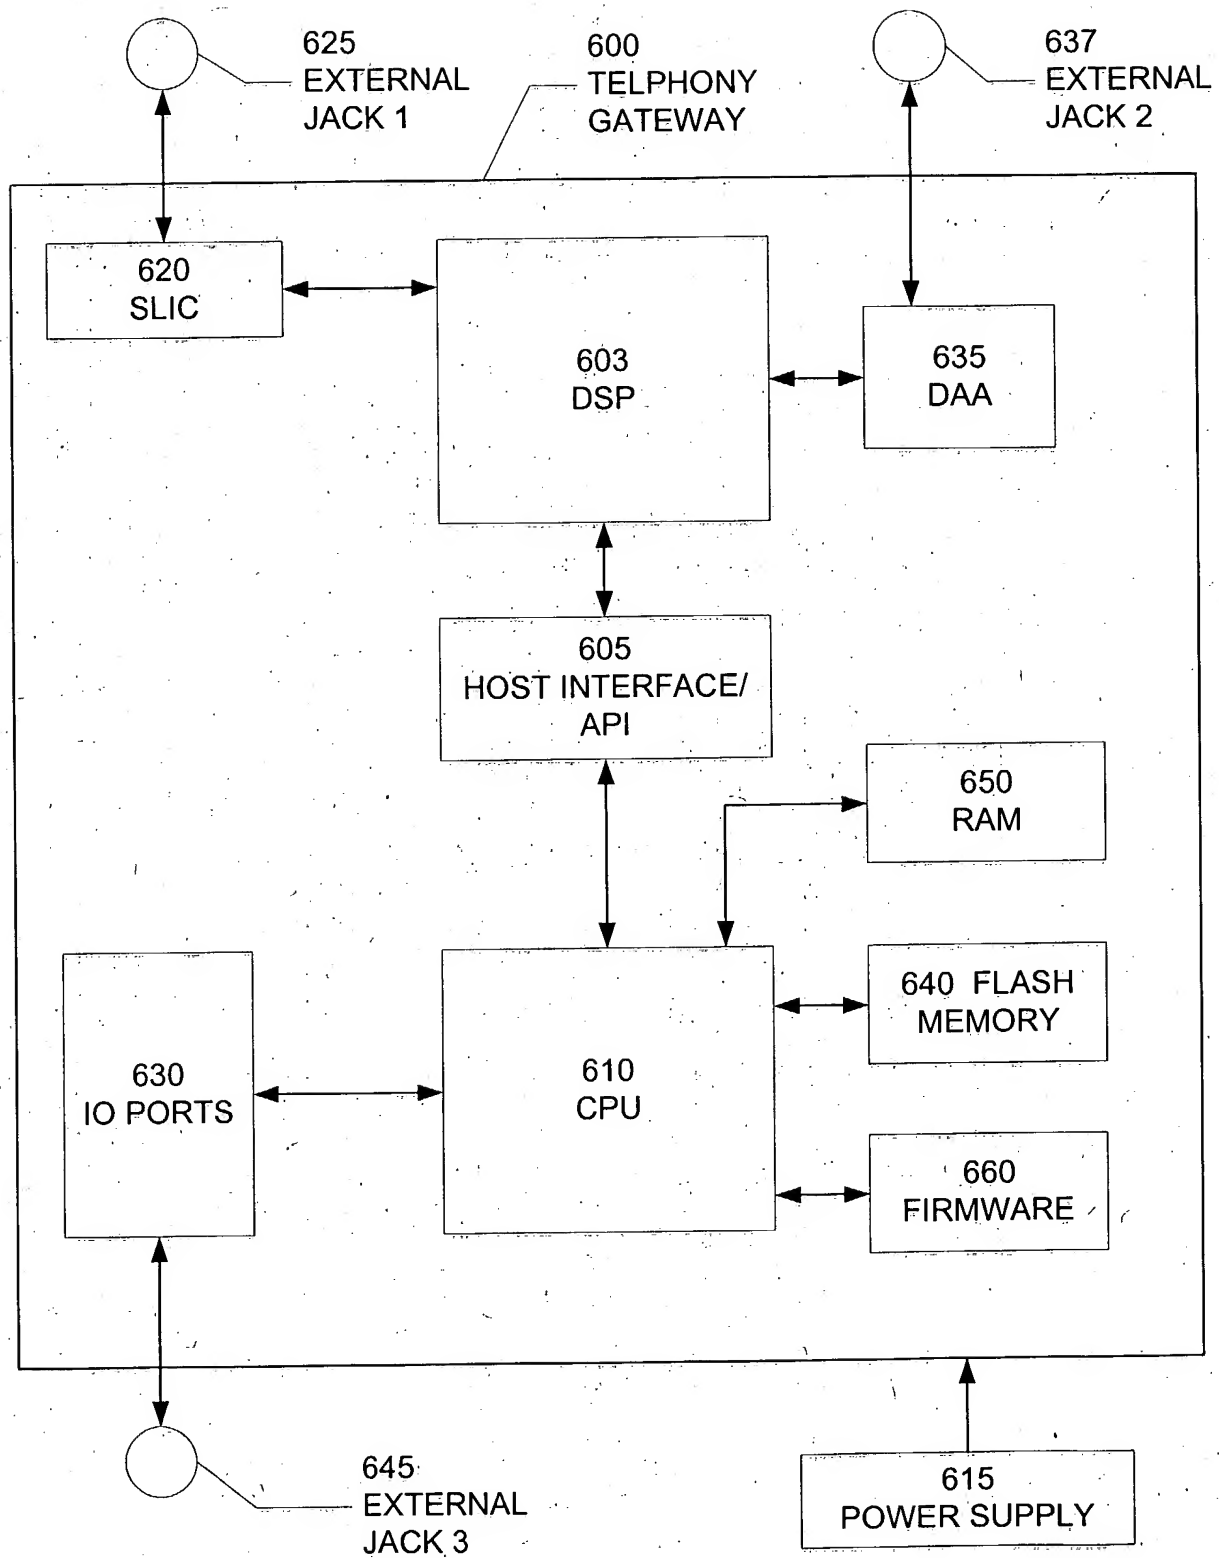 625
EXTERNAL
JACK 1
600
TELPHONY
GATEWAY
637
EXTERNAL
JACK 2
620
SLIC
603
DSP
635
DAA
605
HOST INTERFACE/
API
650
RAM
640 FLASH
MEMORY
630
IO PORTS
610
CPU
660
FIRMWARE
645
EXTERNAL
JACK 3
615
POWER SUPPLY